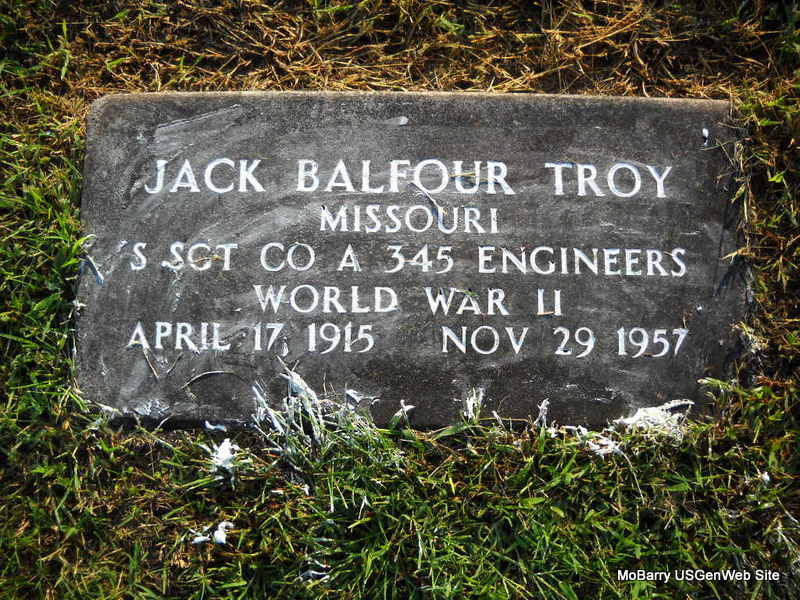 JACK BALFOUR TROY
MISSOURI
S SGT CO A 345 ENGINEERS
WORLD WAR II
APRIL 17, 1915 NOV 29 1957
MoBarry USGenWeb Site